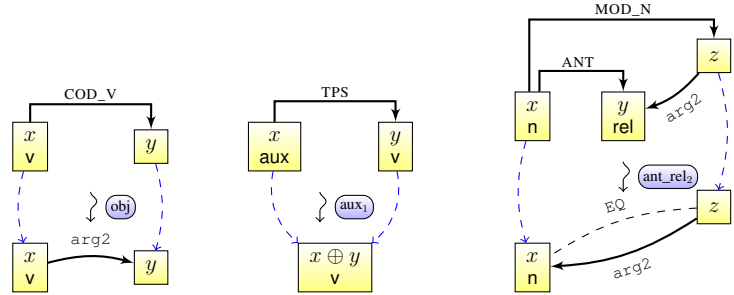 COD_V
x
v
y
obj
arg2
x
v
y
TPS
x
aux
y
v
aux₁
x ⊕ y
v
MOD_N
z
ANT
x
n
y
rel
arg2
ant_rel₂
EQ
z
x
n
arg2